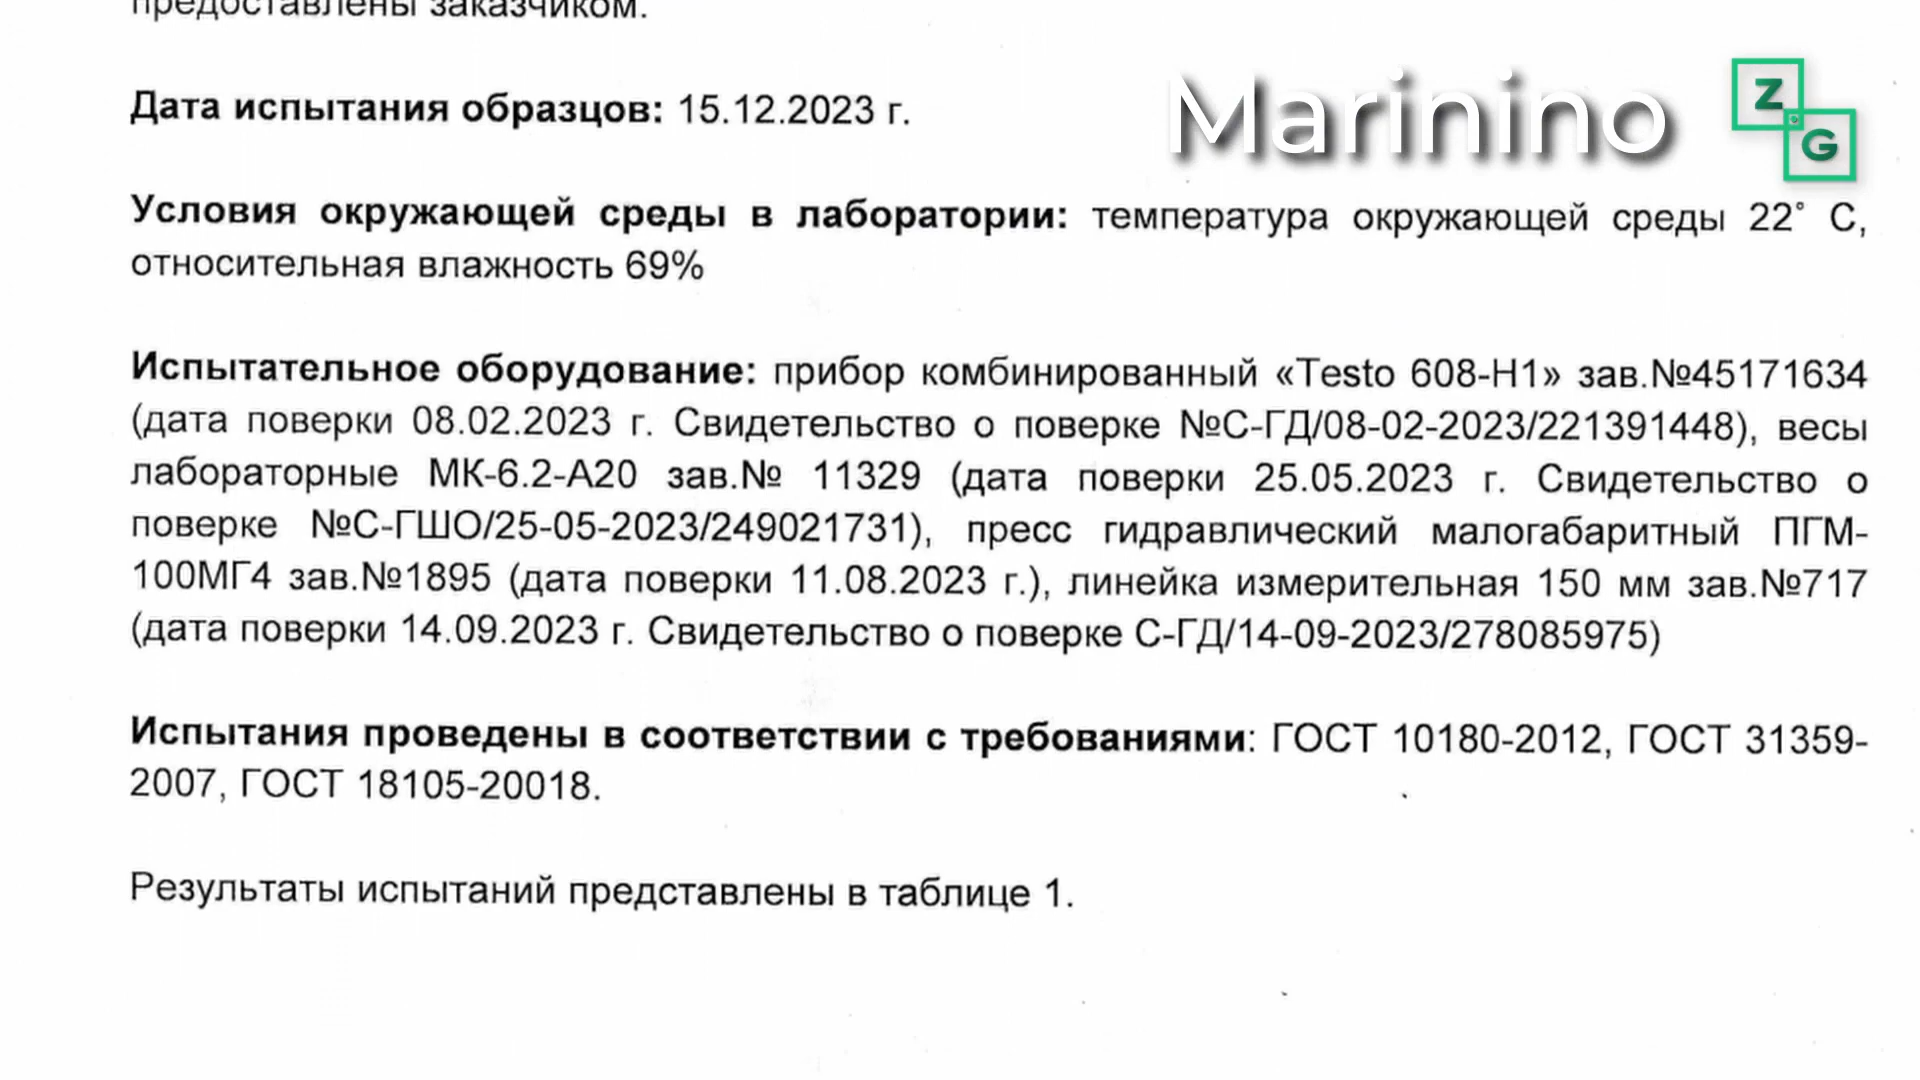 предоставлены заказчиком.
Marinino
Z
G
Дата испытания образцов: 15.12.2023 г.
Условия окружающей среды в лаборатории: температура окружающей среды 22° С,
относительная влажность 69%
Испытательное оборудование: прибор комбинированный «Testo 608-H1» зав.№45171634
(дата поверки 08.02.2023 г. Свидетельство о поверке №С-ГД/08-02-2023/221391448), весы
лабораторные МК-6.2-А20 зав.№ 11329 (дата поверки 25.05.2023 г. Свидетельство о
поверке №С-ГШО/25-05-2023/249021731), пресс гидравлический малогабаритный ПГМ-
100МГ4 зав.№1895 (дата поверки 11.08.2023 г.), линейка измерительная 150 мм зав.№717
(дата поверки 14.09.2023 г. Свидетельство о поверке С-ГД/14-09-2023/278085975)
Испытания проведены в соответствии с требованиями: ГОСТ 10180-2012, ГОСТ 31359-
2007, ГОСТ 18105-20018.
Результаты испытаний представлены в таблице 1.